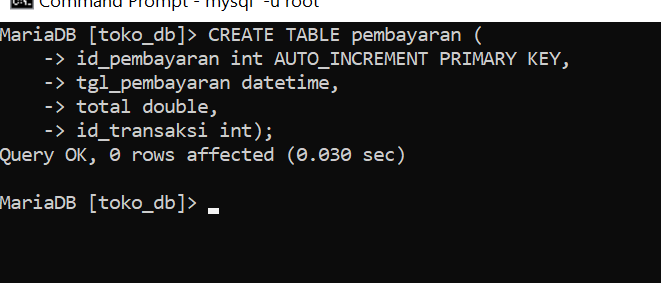 Command Prompt - mysql -u root
MariaDB [toko_db]> CREATE TABLE pembayaran (
    -> id_pembayaran int AUTO_INCREMENT PRIMARY KEY,
    -> tgl_pembayaran datetime,
    -> total double,
    -> id_transaksi int);
Query OK, 0 rows affected (0.030 sec)
MariaDB [toko_db]>